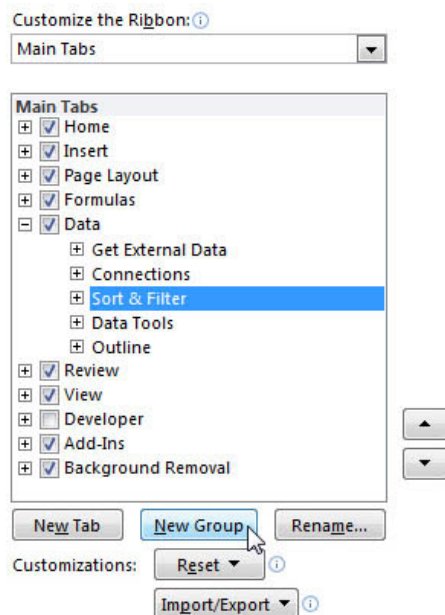 Customize the Ribbon:
Main Tabs
Main Tabs
Home
Insert
Page Layout
Formulas
Data
Get External Data
Connections
Sort & Filter
Data Tools
Outline
Review
View
Developer
Add-Ins
Background Removal
New Tab New Group Rename...
Customizations: Reset
Import/Export